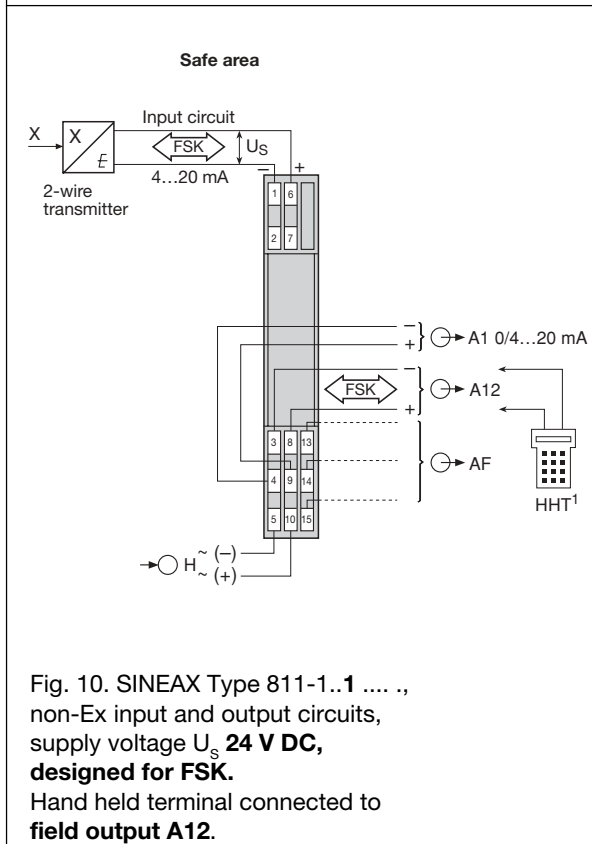 Safe area
Input circuit
X
X
E
FSK
U_S
4...20 mA
– +
2-wire
transmitter
1 6
2 7
–
+
A1 0/4...20 mA
–
FSK
A12
+
3 8 13
AF
4 9 14
HHT¹
5 10 15
H
~ (–)
~ (+)
Fig. 10. SINEAX Type 811-1..1 .... .,
non-Ex input and output circuits,
supply voltage U_S 24 V DC,
designed for FSK.
Hand held terminal connected to
field output A12.